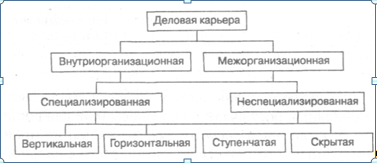 Деловая карьера
Внутриорганизационная Межорганизационная
Специализированная Неспециализированная
Вертикальная Горизонтальная Ступенчатая Скрытая